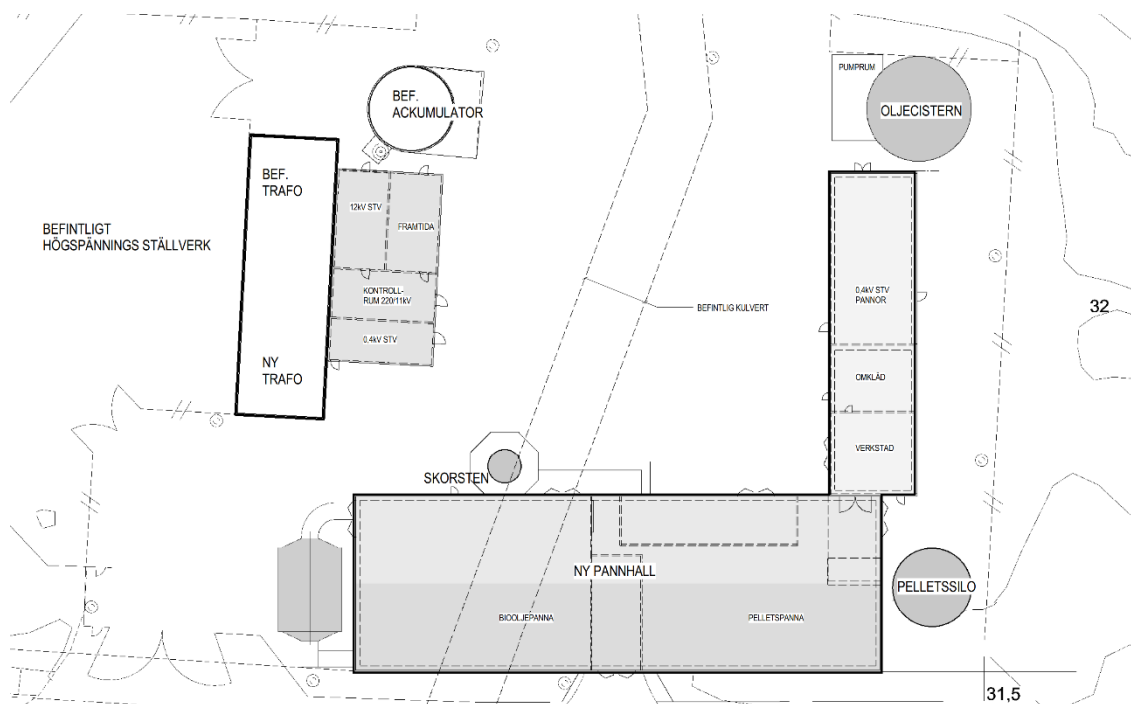 PUMPRUM
BEF.
ACKUMULATOR
OLJECISTERN
BEF.
TRAFO
12kV STV
FRAMTIDA
BEFINTLIGT
HÖGSPÄNNINGS STÄLLVERK
KONTROLL-
RUM 220/11kV
0,4kV STV
PANNOR
BEFINTLIG KULVERT
32
0,4kV STV
NY
TRAFO
OMKLÄD
VERKSTAD
SKORSTEN
NY PANNHALL
PELLETSSILO
BIOOLJEPANNA
PELLETSPANNA
31,5